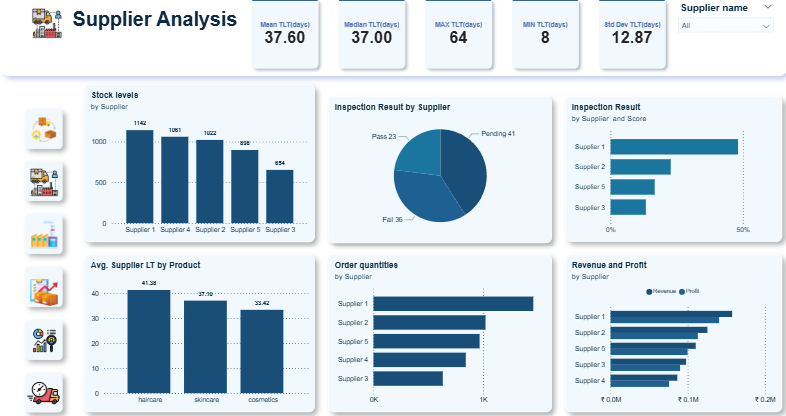 Supplier Analysis
Mean TLT(days)
37.60
Median TLT(days)
37.00
MAX TLT(days)
64
MIN TLT(days)
8
Std Dev TLT(days)
12.87
Supplier name
All
Stock levels
by Supplier
1142
1061
1022
898
654
1000
500
0
Supplier 1 Supplier 4 Supplier 2 Supplier 5 Supplier 3
Inspection Result by Supplier
Pending 41
Pass 23
Fail 36
Inspection Result
by Supplier and Score
Supplier 1
Supplier 2
Supplier 5
Supplier 3
0% 50%
Avg. Supplier LT by Product
41.38
37.10
33.42
40
30
20
10
0
haircare skincare cosmetics
Order quantities
by Supplier
Supplier 1
Supplier 2
Supplier 5
Supplier 4
Supplier 3
0K 1K
Revenue and Profit
by Supplier
Revenue Profit
Supplier 1
Supplier 2
Supplier 5
Supplier 3
Supplier 4
₹ 0.0M ₹ 0.1M ₹ 0.2M